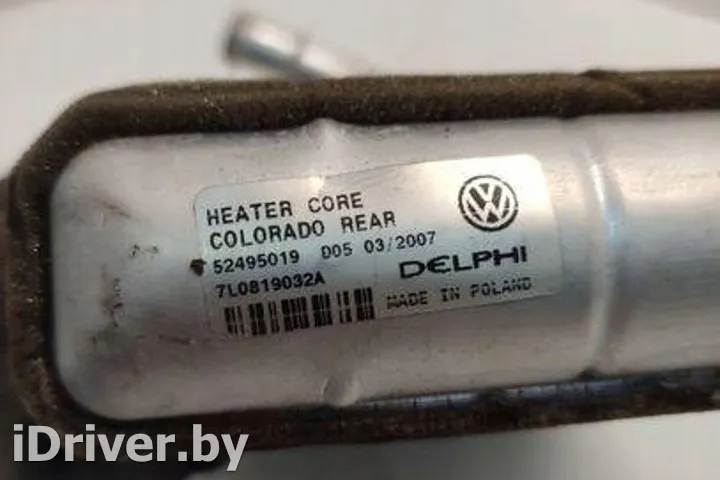 HEATER CORE
COLORADO REAR
52495019 D05 03/2007
7L0819032A
DELPHI
MADE IN POLAND
iDriver.by